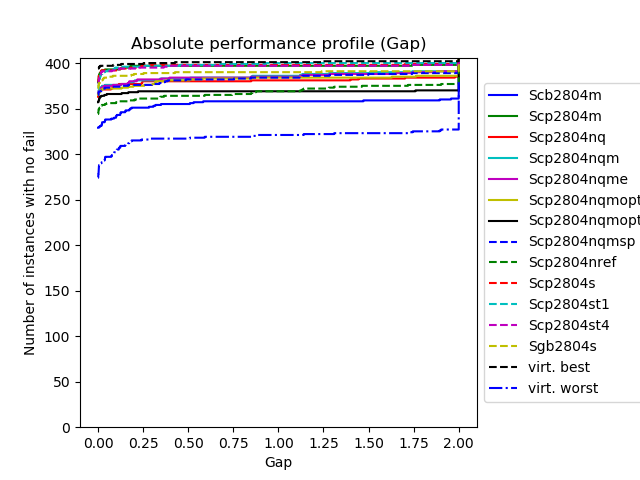 Absolute performance profile (Gap)
Number of instances with no fail
400
350
300
250
200
150
100
50
0
0.00 0.25 0.50 0.75 1.00 1.25 1.50 1.75 2.00
Gap
Scb2804m
Scp2804m
Scp2804nq
Scp2804nqm
Scp2804nqme
Scp2804nqmopt
Scp2804nqmopt
Scp2804nqmsp
Scp2804nref
Scp2804s
Scp2804st1
Scp2804st4
Sgb2804s
virt. best
virt. worst